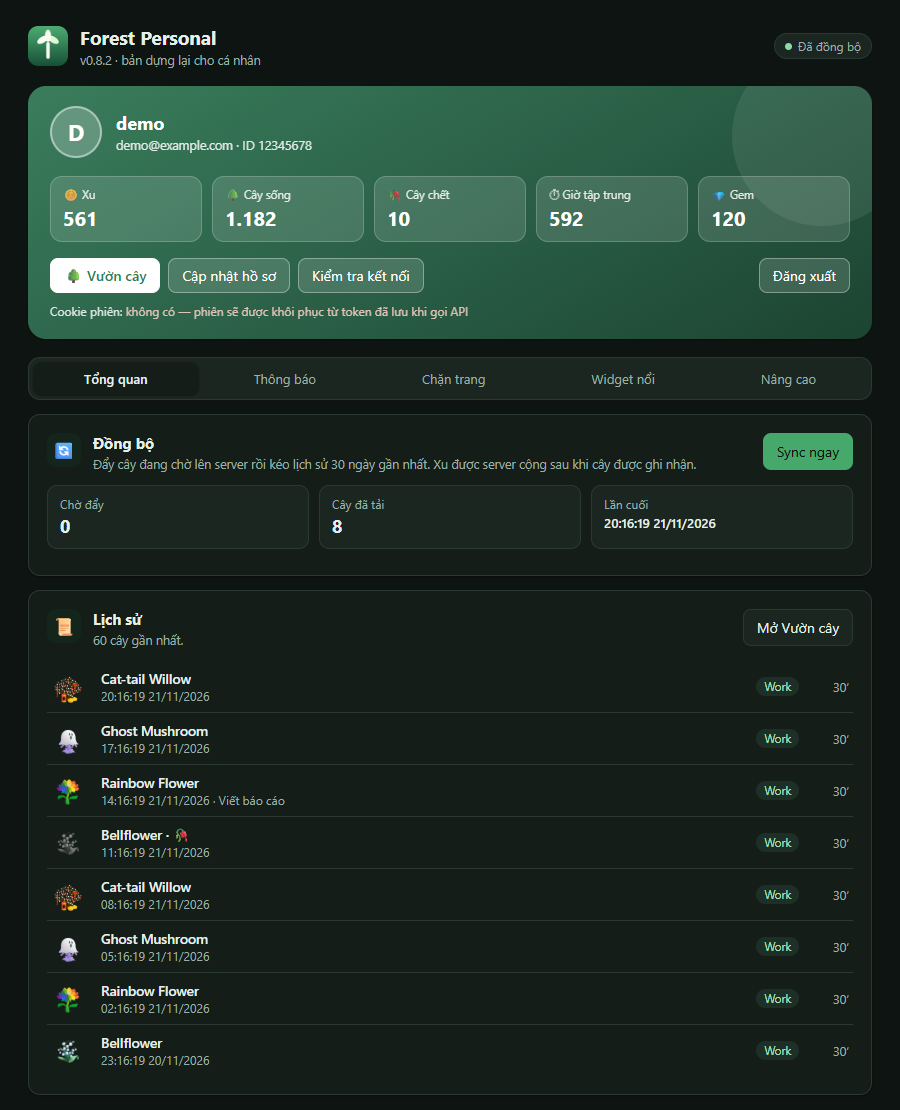 Forest Personal
v0.8.2 · bản dựng lại cho cá nhân
Đã đồng bộ
D
demo
demo@example.com · ID 12345678
Xu
561
Cây sống
1.182
Cây chết
10
Giờ tập trung
592
Gem
120
Vườn cây
Cập nhật hồ sơ
Kiểm tra kết nối
Đăng xuất
Cookie phiên: không có — phiên sẽ được khôi phục từ token đã lưu khi gọi API
Tổng quan
Thông báo
Chặn trang
Widget nổi
Nâng cao
Đồng bộ
Đẩy cây đang chờ lên server rồi kéo lịch sử 30 ngày gần nhất. Xu được server cộng sau khi cây được ghi nhận.
Sync ngay
Chờ đẩy
0
Cây đã tải
8
Lần cuối
20:16:19 21/11/2026
Lịch sử
60 cây gần nhất.
Mở Vườn cây
Cat-tail Willow
20:16:19 21/11/2026
Work
30′
Ghost Mushroom
17:16:19 21/11/2026
Work
30′
Rainbow Flower
14:16:19 21/11/2026 · Viết báo cáo
Work
30′
Bellflower ·
11:16:19 21/11/2026
Work
30′
Cat-tail Willow
08:16:19 21/11/2026
Work
30′
Ghost Mushroom
05:16:19 21/11/2026
Work
30′
Rainbow Flower
02:16:19 21/11/2026
Work
30′
Bellflower
23:16:19 20/11/2026
Work
30′